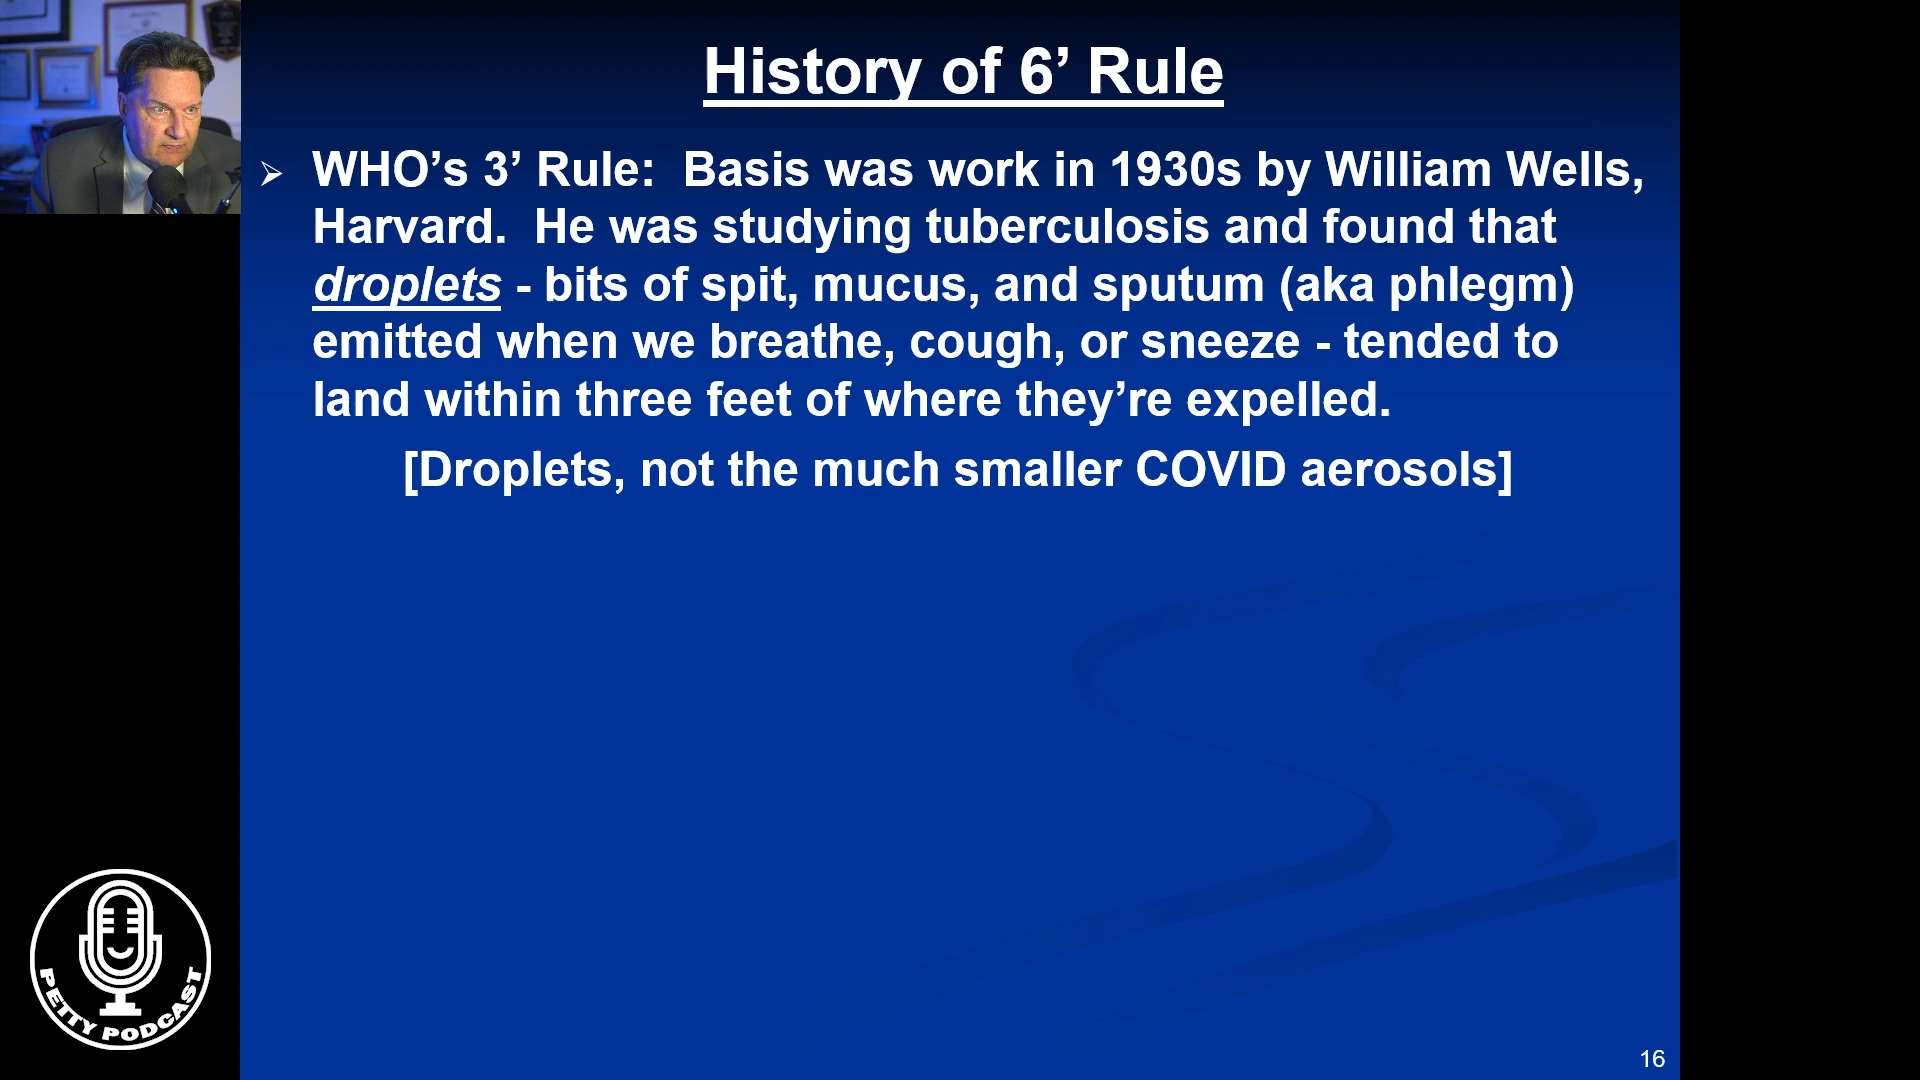 History of 6’ Rule
➢ WHO’s 3’ Rule:  Basis was work in 1930s by William Wells,
Harvard.  He was studying tuberculosis and found that
droplets - bits of spit, mucus, and sputum (aka phlegm)
emitted when we breathe, cough, or sneeze - tended to
land within three feet of where they’re expelled.
[Droplets, not the much smaller COVID aerosols]
PETTY PODCAST
16